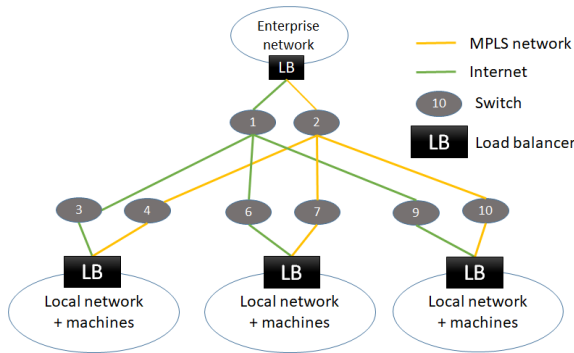 Enterprise
network
LB
MPLS network
Internet
10 Switch
LB Load balancer
1 2
3 4 6 7 9 10
LB LB LB
Local network
+ machines
Local network
+ machines
Local network
+ machines